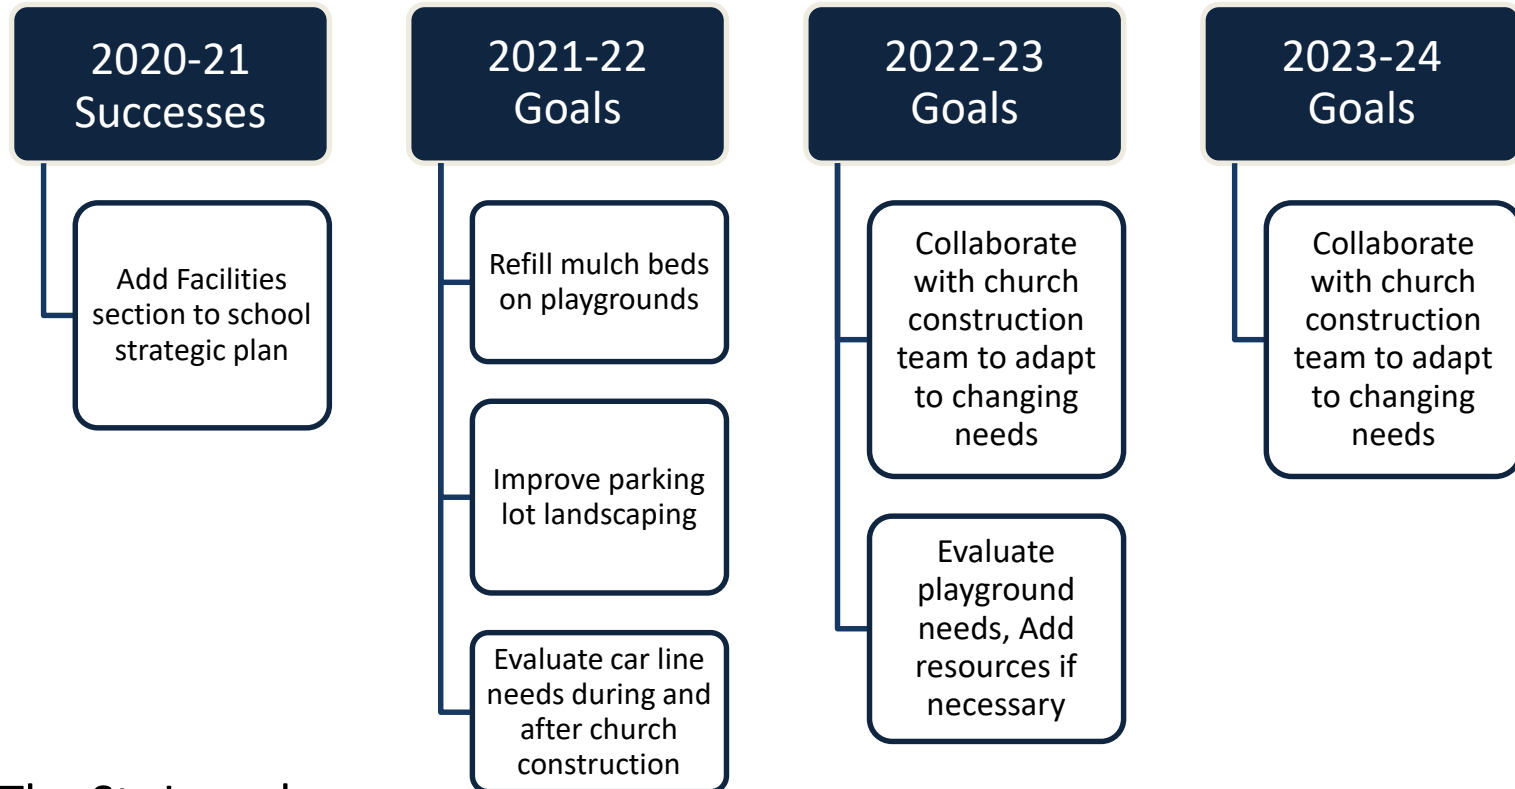 2020-21
Successes
Add Facilities
section to school
strategic plan
2021-22
Goals
Refill mulch beds
on playgrounds
Improve parking
lot landscaping
Evaluate car line
needs during and
after church
construction
2022-23
Goals
Collaborate
with church
construction
team to adapt
to changing
needs
Evaluate
playground
needs, Add
resources if
necessary
2023-24
Goals
Collaborate
with church
construction
team to adapt
to changing
needs